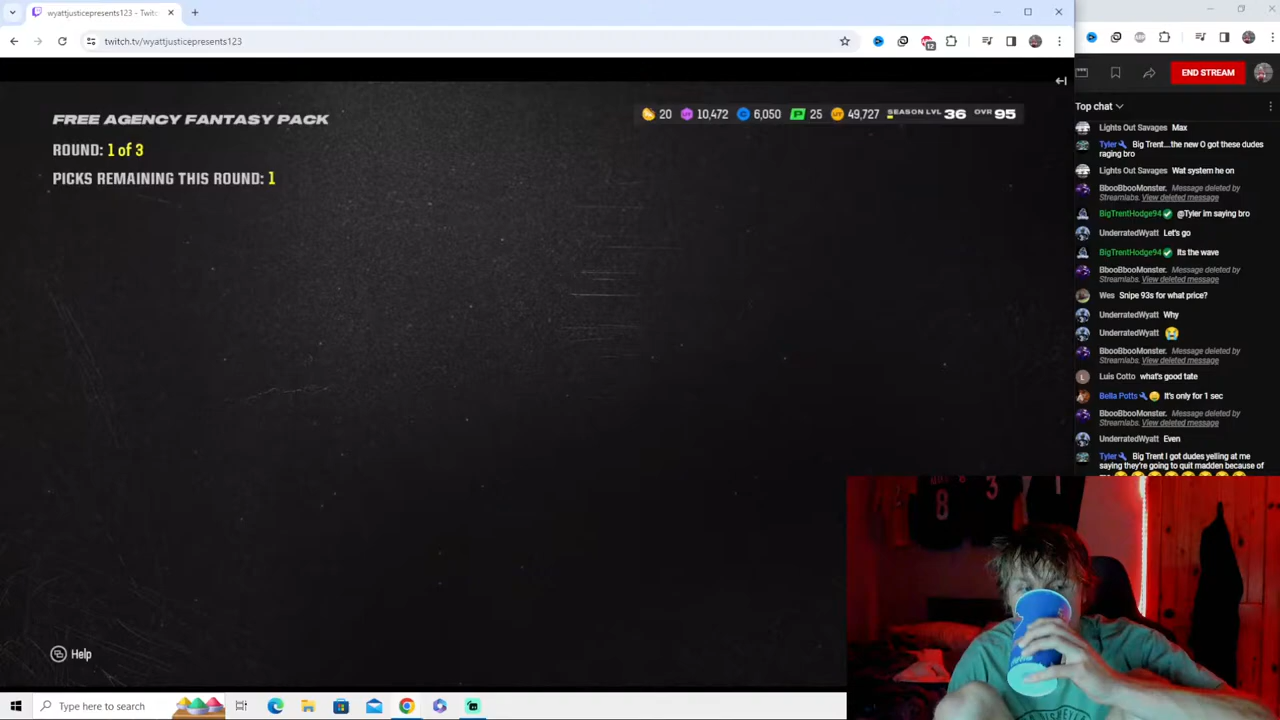 wyattjusticepresents123 - Twitc
twitch.tv/wyattjusticepresents123
12
END STREAM
FREE AGENCY FANTASY PACK
ROUND: 1 of 3
PICKS REMAINING THIS ROUND: 1
20 10,472 6,050 25 49,727 SEASON LVL 36 OVR 95
Help
Top chat
Lights Out Savages Max
Tyler Big Trent....the new O got these dudes
raging bro
Lights Out Savages Wat system he on
BbooBbooMonster. Message deleted by
Streamlabs. View deleted message
BigTrentHodge94 @Tyler Im saying bro
UnderratedWyatt Let's go
BigTrentHodge94 Its the wave
BbooBbooMonster. Message deleted by
Streamlabs. View deleted message
Wes Snipe 93s for what price?
UnderratedWyatt Why
UnderratedWyatt 😭
BbooBbooMonster. Message deleted by
Streamlabs. View deleted message
Luis Cotto what's good tate
Bella Potts It's only for 1 sec
BbooBbooMonster. Message deleted by
Streamlabs. View deleted message
UnderratedWyatt Even
Tyler Big Trent I got dudes yelling at me
saying they're going to quit madden because of
8
3
Type here to search